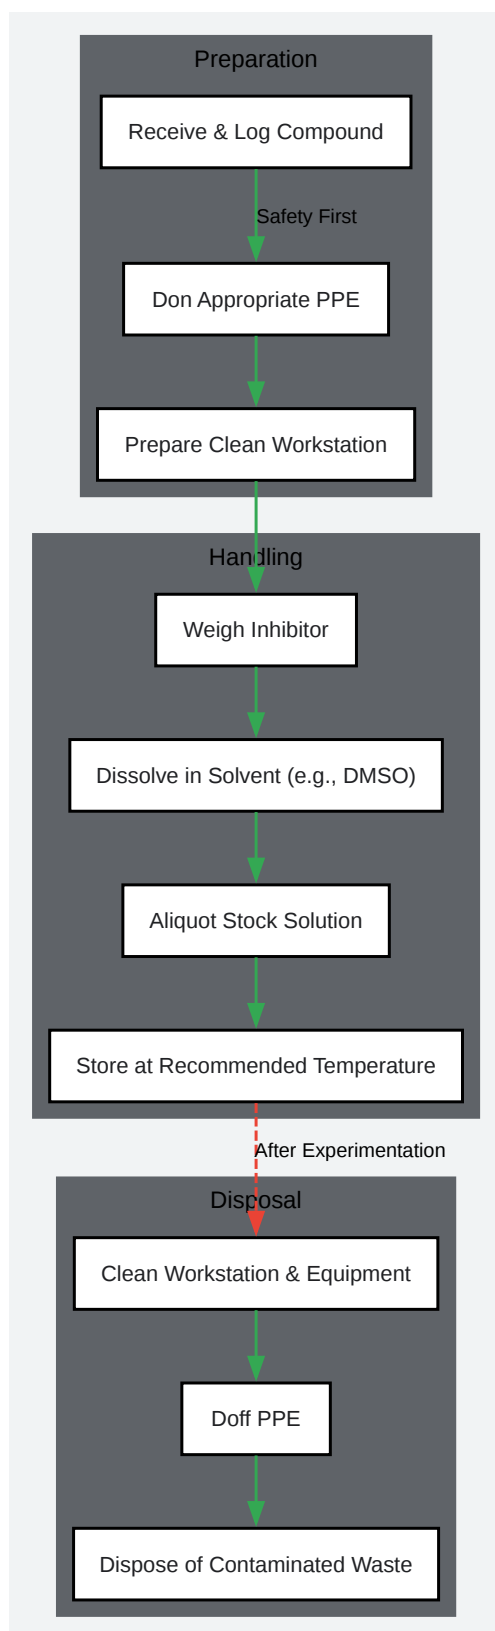 Preparation
Receive & Log Compound
Safety First
Don Appropriate PPE
Prepare Clean Workstation
Handling
Weigh Inhibitor
Dissolve in Solvent (e.g., DMSO)
Aliquot Stock Solution
Store at Recommended Temperature
After Experimentation
Disposal
Clean Workstation & Equipment
Doff PPE
Dispose of Contaminated Waste